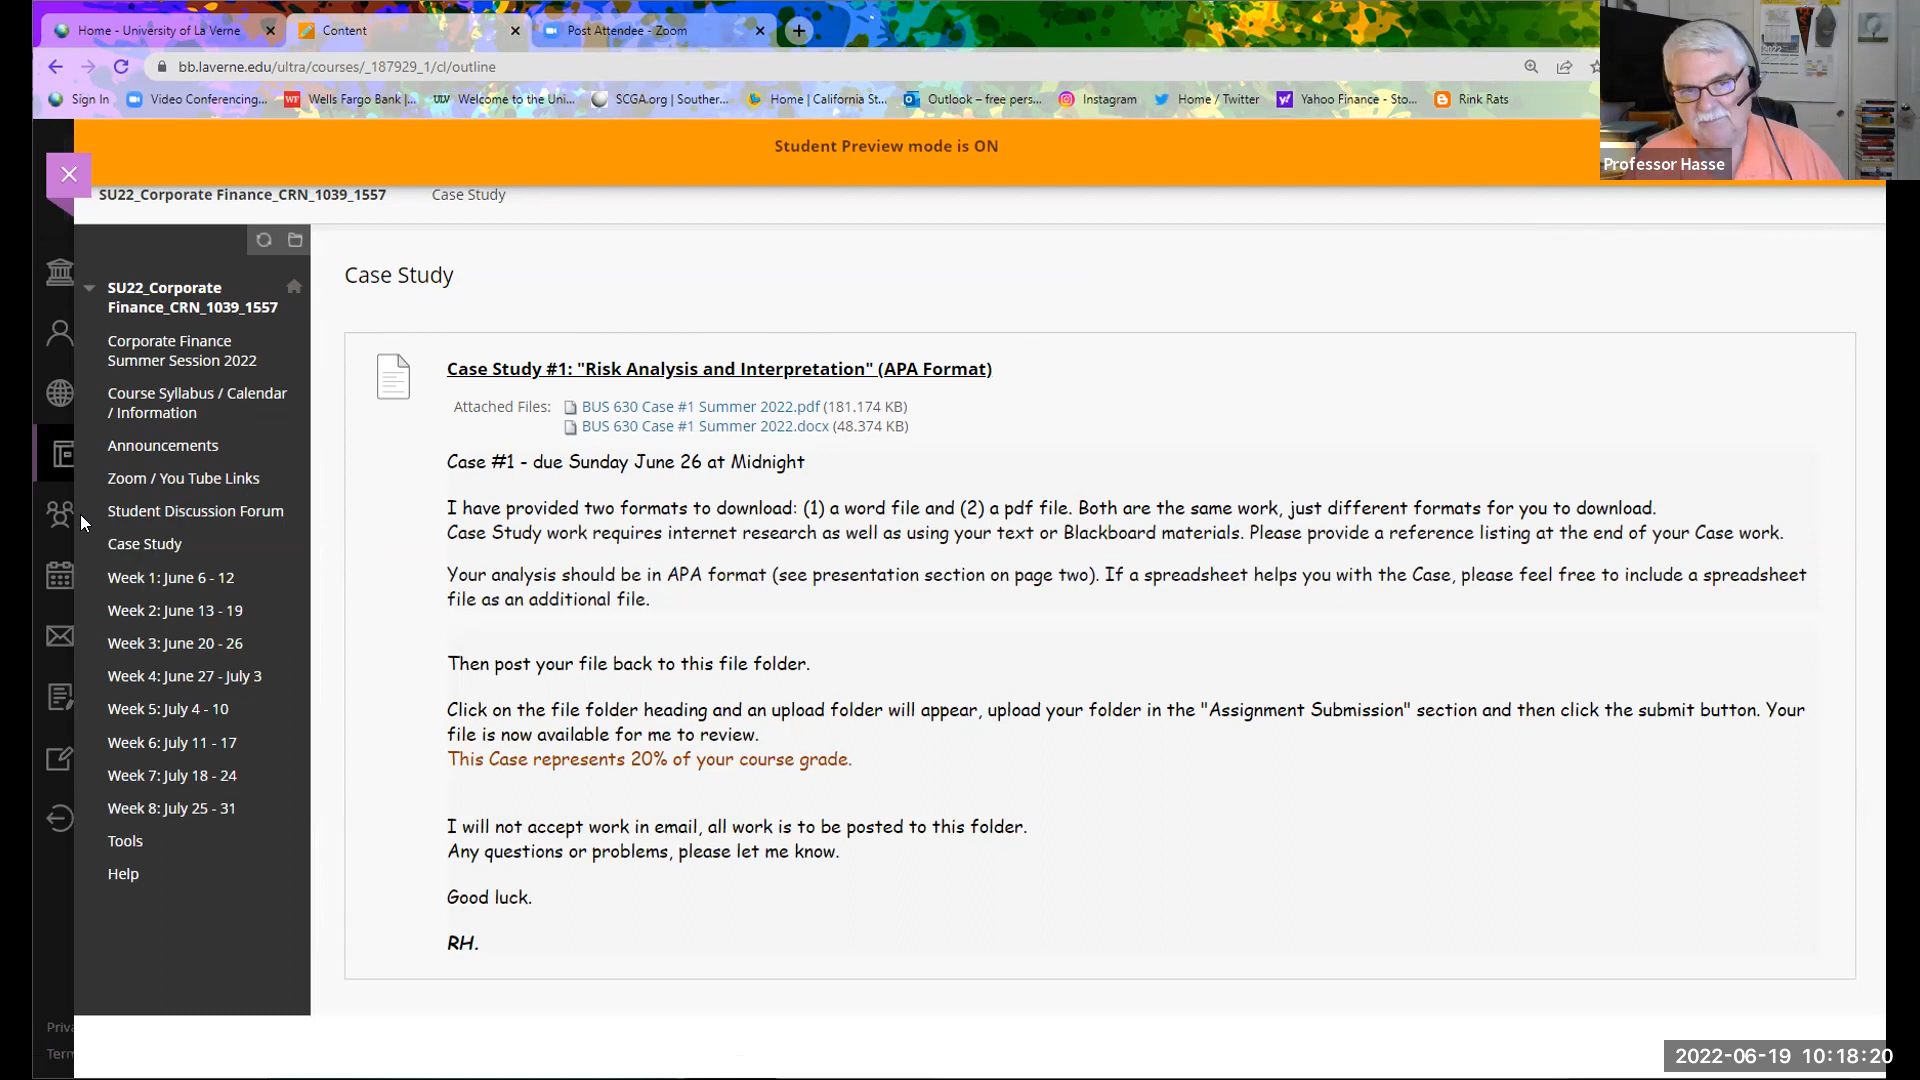 Home - University of La Verne
Content
Post Attendee - Zoom
bb.laverne.edu/ultra/courses/_187929_1/cl/outline
Sign In
Video Conferencing...
Wells Fargo Bank |...
Welcome to the Uni...
SCGA.org | Souther...
Home | California St...
Outlook – free pers...
Instagram
Home / Twitter
Yahoo Finance - Sto...
Rink Rats
Student Preview mode is ON
Professor Hasse
SU22_Corporate Finance_CRN_1039_1557
Case Study
SU22_Corporate
Finance_CRN_1039_1557
Corporate Finance
Summer Session 2022
Course Syllabus / Calendar
/ Information
Announcements
Zoom / You Tube Links
Student Discussion Forum
Case Study
Week 1: June 6 - 12
Week 2: June 13 - 19
Week 3: June 20 - 26
Week 4: June 27 - July 3
Week 5: July 4 - 10
Week 6: July 11 - 17
Week 7: July 18 - 24
Week 8: July 25 - 31
Tools
Help
Case Study
Case Study #1: "Risk Analysis and Interpretation" (APA Format)
Attached Files: BUS 630 Case #1 Summer 2022.pdf (181.174 KB)
BUS 630 Case #1 Summer 2022.docx (48.374 KB)
Case #1 - due Sunday June 26 at Midnight
I have provided two formats to download: (1) a word file and (2) a pdf file. Both are the same work, just different formats for you to download.
Case Study work requires internet research as well as using your text or Blackboard materials. Please provide a reference listing at the end of your Case work.
Your analysis should be in APA format (see presentation section on page two). If a spreadsheet helps you with the Case, please feel free to include a spreadsheet
file as an additional file.
Then post your file back to this file folder.
Click on the file folder heading and an upload folder will appear, upload your folder in the "Assignment Submission" section and then click the submit button. Your
file is now available for me to review.
This Case represents 20% of your course grade.
I will not accept work in email, all work is to be posted to this folder.
Any questions or problems, please let me know.
Good luck.
RH.
Priva
Term
2022-06-19 10:18:20